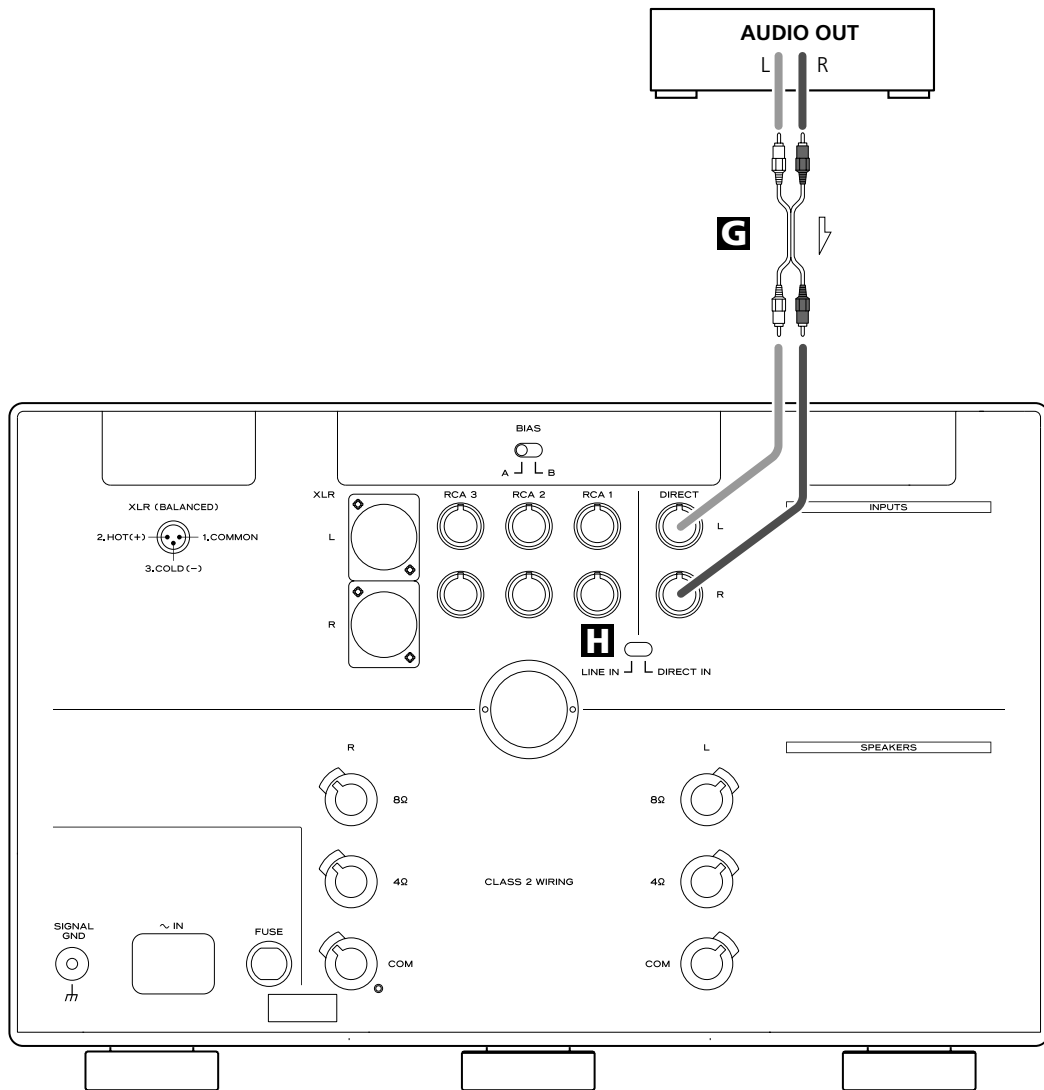 AUDIO OUT
L R
G
BIAS
A B
XLR RCA 3 RCA 2 RCA 1 DIRECT
INPUTS
XLR (BALANCED)
2.HOT(+) 1.COMMON
3.COLD(−)
L L
R R
H
LINE IN DIRECT IN
R L
SPEAKERS
8Ω 8Ω
4Ω CLASS 2 WIRING 4Ω
SIGNAL
GND
∼ IN
FUSE
COM COM